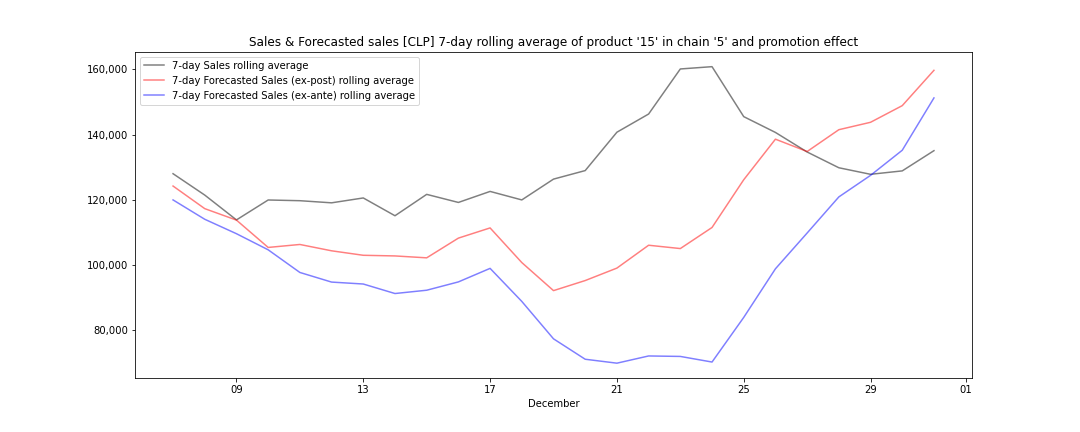 Sales & Forecasted sales [CLP] 7-day rolling average of product '15' in chain '5' and promotion effect
7-day Sales rolling average
7-day Forecasted Sales (ex-post) rolling average
7-day Forecasted Sales (ex-ante) rolling average
160,000
140,000
120,000
100,000
80,000
09 13 17 21 25 29 01
December